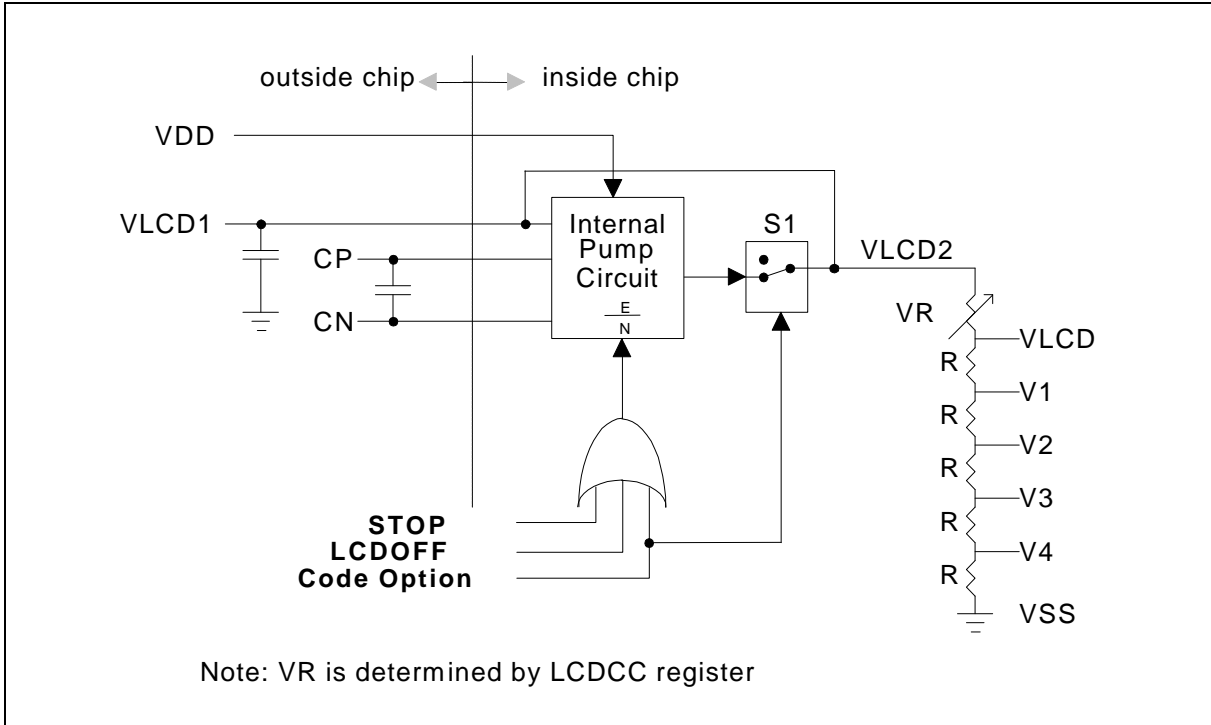 outside chip
inside chip
VDD
VLCD1
CP
CN
Internal
Pump
Circuit
E
N
S1
VLCD2
VR
VLCD
R
V1
R
V2
R
V3
R
V4
R
VSS
STOP
LCDOFF
Code Option
Note: VR is determined by LCDCC register